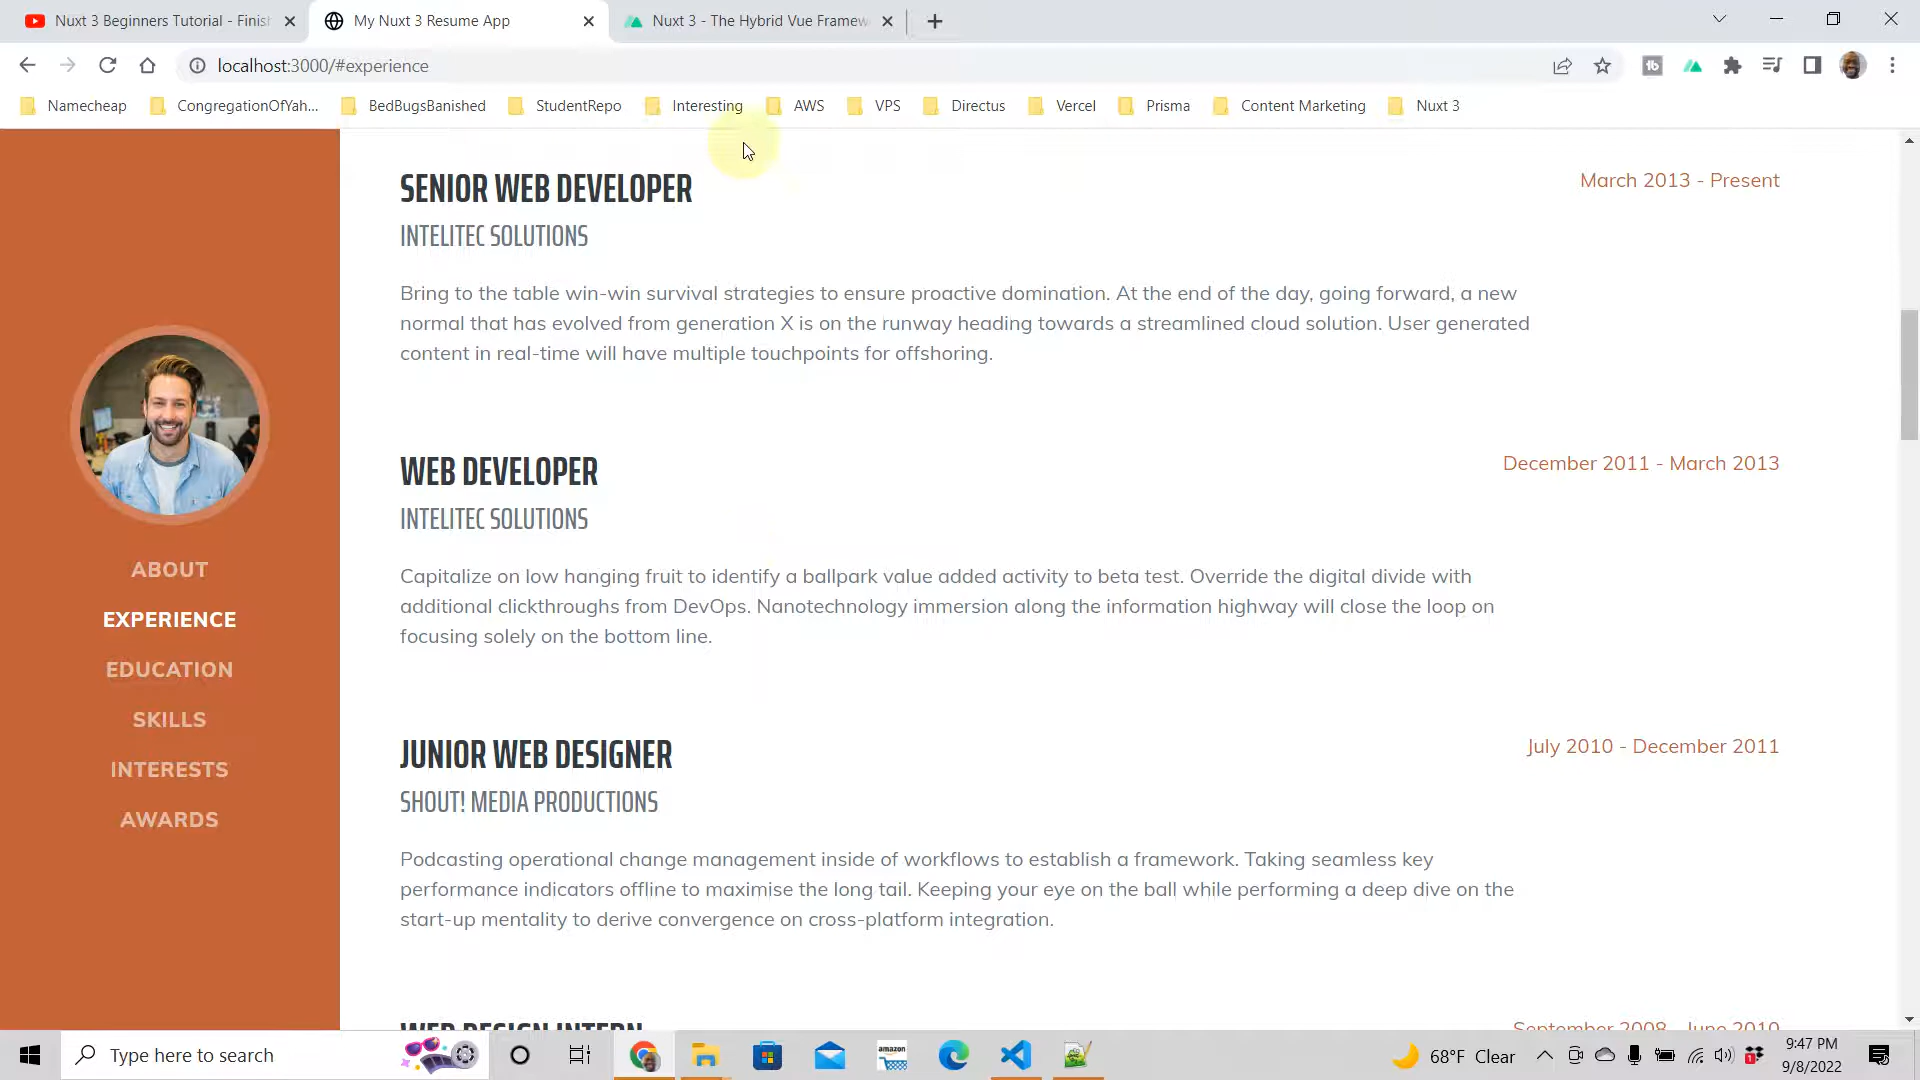 Nuxt 3 Beginners Tutorial - Finish
My Nuxt 3 Resume App
Nuxt 3 - The Hybrid Vue Framew
localhost:3000/#experience
Namecheap
CongregationOfYah...
BedBugsBanished
StudentRepo
Interesting
AWS
VPS
Directus
Vercel
Prisma
Content Marketing
Nuxt 3
SENIOR WEB DEVELOPER
March 2013 - Present
INTELITEC SOLUTIONS
Bring to the table win-win survival strategies to ensure proactive domination. At the end of the day, going forward, a new
normal that has evolved from generation X is on the runway heading towards a streamlined cloud solution. User generated
content in real-time will have multiple touchpoints for offshoring.
WEB DEVELOPER
December 2011 - March 2013
INTELITEC SOLUTIONS
Capitalize on low hanging fruit to identify a ballpark value added activity to beta test. Override the digital divide with
additional clickthroughs from DevOps. Nanotechnology immersion along the information highway will close the loop on
focusing solely on the bottom line.
JUNIOR WEB DESIGNER
July 2010 - December 2011
SHOUT! MEDIA PRODUCTIONS
Podcasting operational change management inside of workflows to establish a framework. Taking seamless key
performance indicators offline to maximise the long tail. Keeping your eye on the ball while performing a deep dive on the
start-up mentality to derive convergence on cross-platform integration.
WEB DESIGN INTERN
September 2008 - June 2010
ABOUT
EXPERIENCE
EDUCATION
SKILLS
INTERESTS
AWARDS
Type here to search
amazon
68°F Clear
9:47 PM
9/8/2022